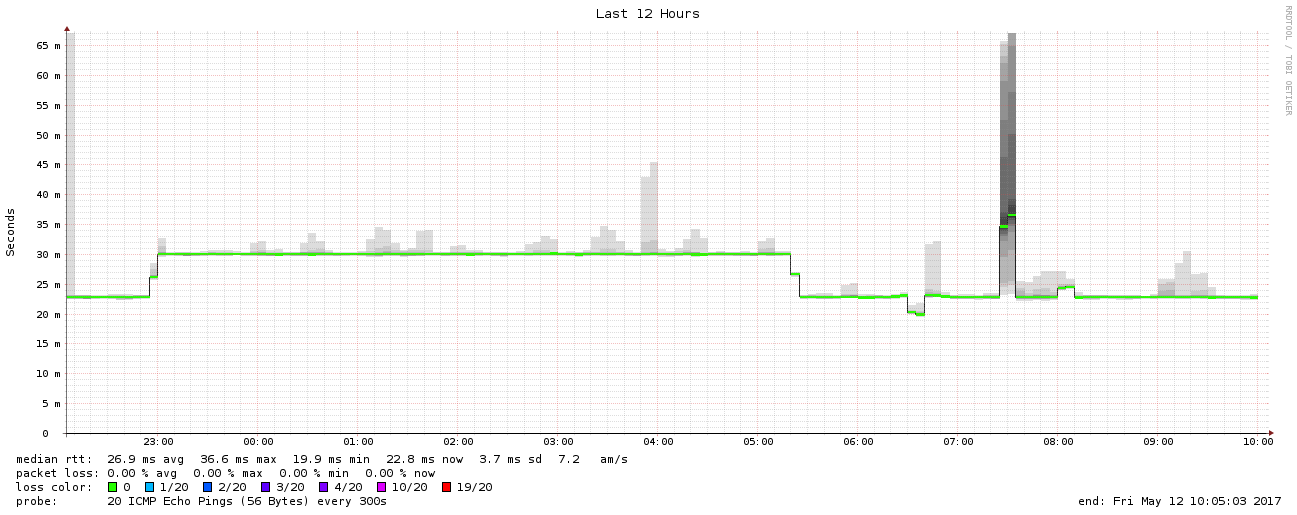 Last 12 Hours
RRDTOOL / TOBI OETIKER
Seconds
65 m
60 m
55 m
50 m
45 m
40 m
35 m
30 m
25 m
20 m
15 m
10 m
5 m
0
23:00 00:00 01:00 02:00 03:00 04:00 05:00 06:00 07:00 08:00 09:00 10:00
median rtt: 26.9 ms avg 36.6 ms max 19.9 ms min 22.8 ms now 3.7 ms sd 7.2 am/s
packet loss: 0.00 % avg 0.00 % max 0.00 % min 0.00 % now
loss color: 0 1/20 2/20 3/20 4/20 10/20 19/20
probe: 20 ICMP Echo Pings (56 Bytes) every 300s end: Fri May 12 10:05:03 2017